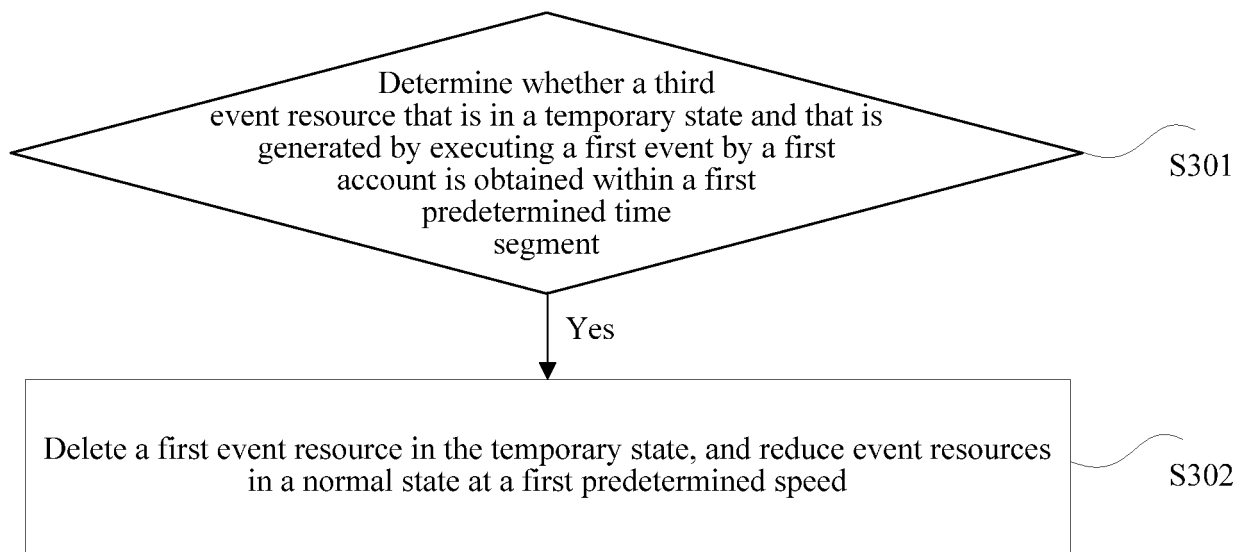 Determine whether a third
event resource that is in a temporary state and that is
generated by executing a first event by a first
account is obtained within a first
predetermined time
segment
S301
Yes
Delete a first event resource in the temporary state, and reduce event resources
in a normal state at a first predetermined speed
S302